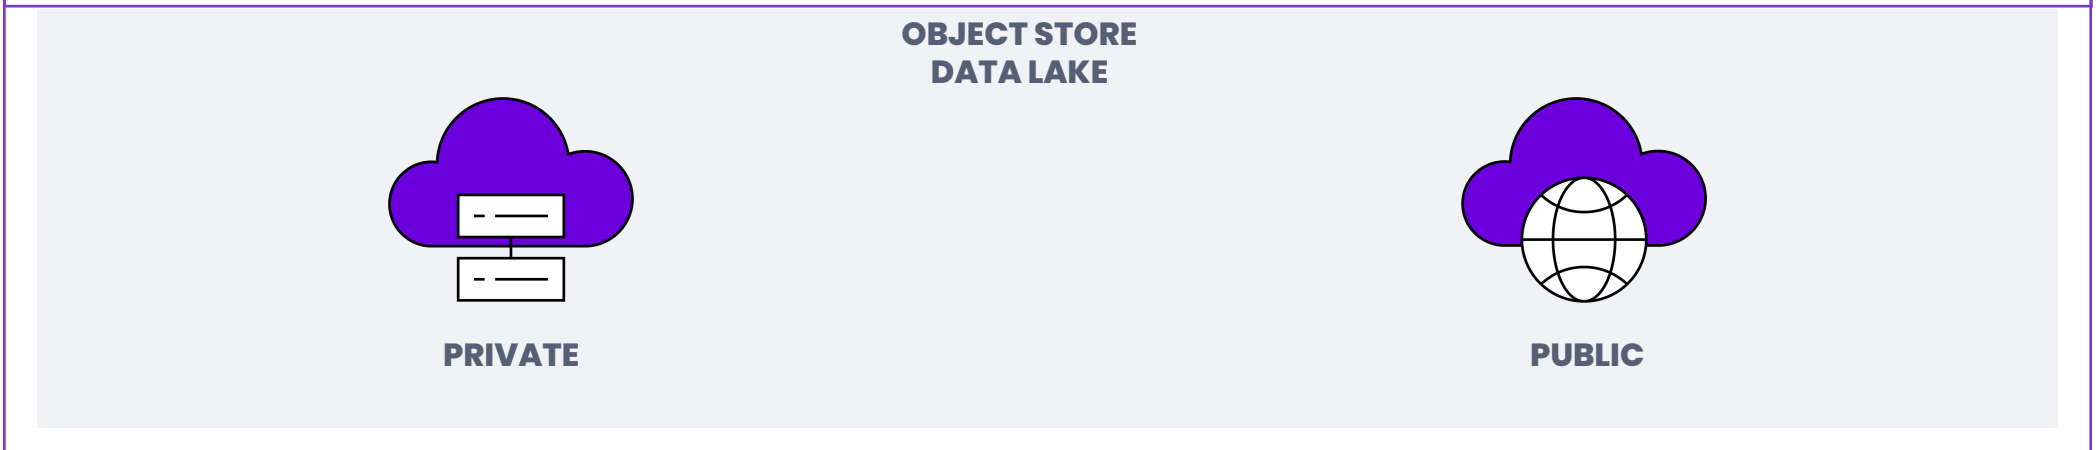 OBJECT STORE
DATA LAKE
PRIVATE
PUBLIC